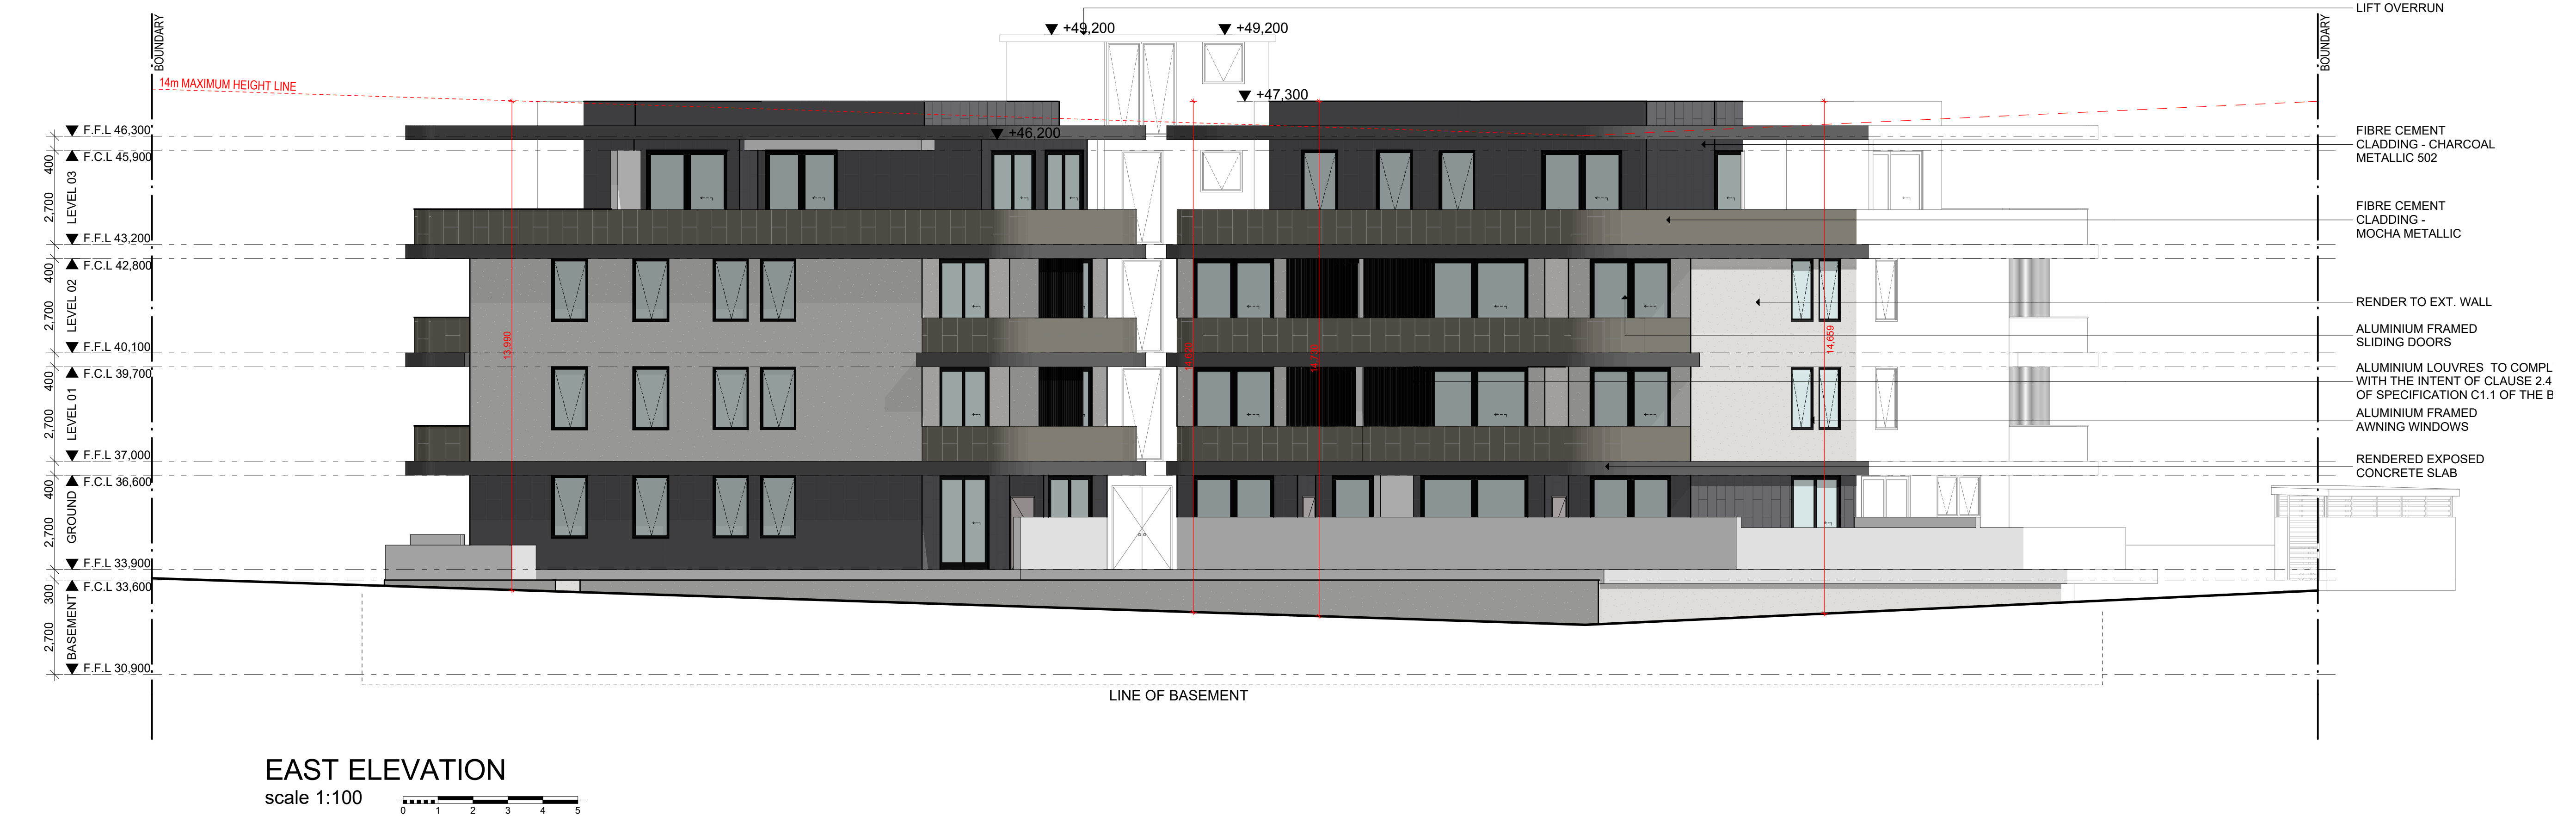 LIFT OVERRUN
+49,200
+49,200
BOUNDARY
BOUNDARY
14m MAXIMUM HEIGHT LINE
+47,300
+46,200
F.F.L 46,300
F.C.L 45,900
400
LEVEL 03
2,700
F.F.L 43,200
F.C.L 42,800
400
LEVEL 02
2,700
F.F.L 40,100
F.C.L 39,700
400
LEVEL 01
2,700
F.F.L 37,000
F.C.L 36,600
400
GROUND
2,700
F.F.L 33,900
F.C.L 33,600
300
BASEMENT
2,700
F.F.L 30,900
13,990
14,659
FIBRE CEMENT
CLADDING - CHARCOAL
METALLIC 502
FIBRE CEMENT
CLADDING -
MOCHA METALLIC
RENDER TO EXT. WALL
ALUMINIUM FRAMED
SLIDING DOORS
ALUMINIUM LOUVRES TO COMPL
WITH THE INTENT OF CLAUSE 2.4
OF SPECIFICATION C1.1 OF THE B
ALUMINIUM FRAMED
AWNING WINDOWS
RENDERED EXPOSED
CONCRETE SLAB
LINE OF BASEMENT
EAST ELEVATION
scale 1:100
0 1 2 3 4 5